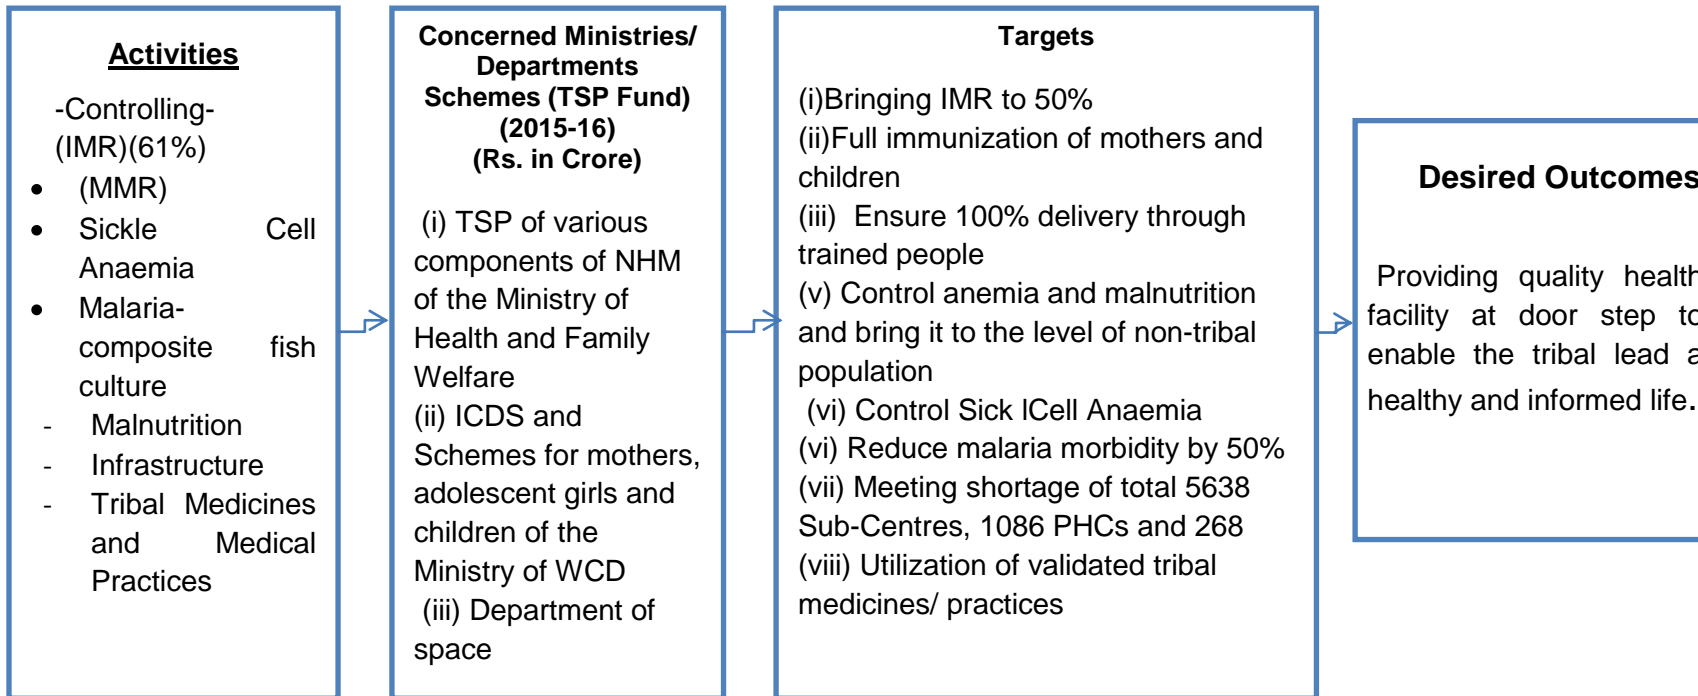 Activities
-Controlling-
(IMR)(61%)
• (MMR)
• Sickle Cell
Anaemia
• Malaria-
composite fish
culture
- Malnutrition
- Infrastructure
- Tribal Medicines
and Medical
Practices
Concerned Ministries/
Departments
Schemes (TSP Fund)
(2015-16)
(Rs. in Crore)
(i) TSP of various
components of NHM
of the Ministry of
Health and Family
Welfare
(ii) ICDS and
Schemes for mothers,
adolescent girls and
children of the
Ministry of WCD
(iii) Department of
space
Targets
(i)Bringing IMR to 50%
(ii)Full immunization of mothers and
children
(iii) Ensure 100% delivery through
trained people
(v) Control anemia and malnutrition
and bring it to the level of non-tribal
population
(vi) Control Sick lCell Anaemia
(vi) Reduce malaria morbidity by 50%
(vii) Meeting shortage of total 5638
Sub-Centres, 1086 PHCs and 268
(viii) Utilization of validated tribal
medicines/ practices
Desired Outcomes
Providing quality health
facility at door step to
enable the tribal lead a
healthy and informed life.